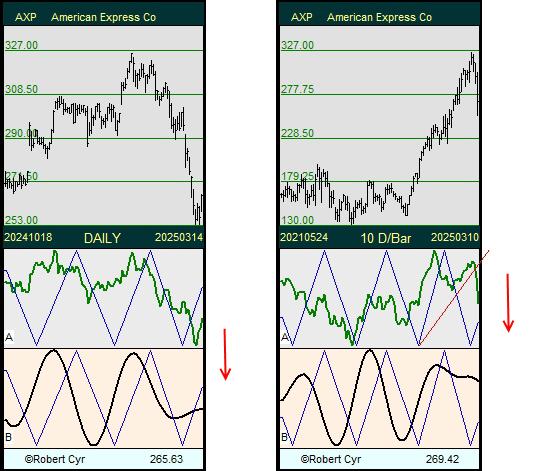 AXP American Express Co
327.00
308.50
290.00
271.50
253.00
20241018 DAILY 20250314
A
B
©Robert Cyr 265.63
AXP American Express Co
327.00
277.75
228.50
179.25
130.00
20210524 10 D/Bar 20250310
A
B
©Robert Cyr 269.42